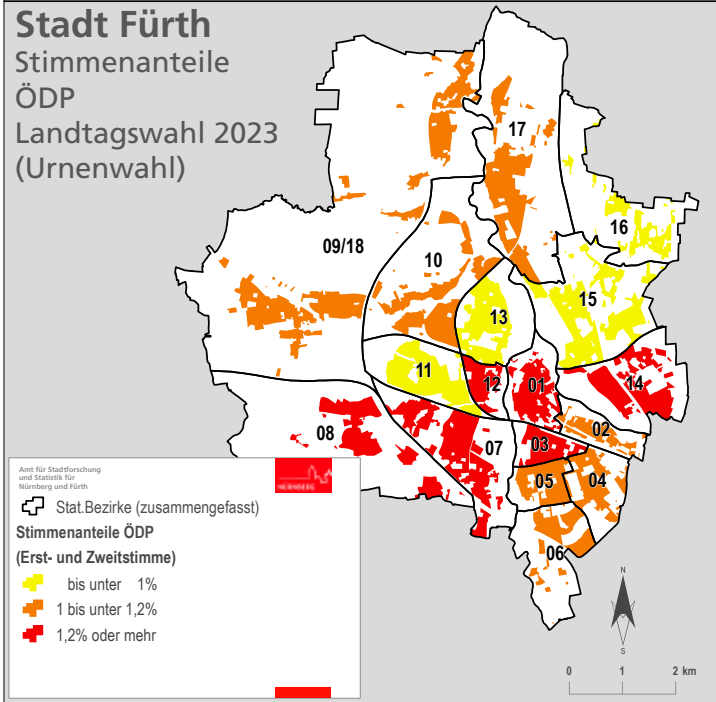 Stadt Fürth
Stimmenanteile
ÖDP
Landtagswahl 2023
(Urnenwahl)
17
16
09/18
10
15
13
11
12
01
14
02
08
03
07
05
04
06
Amt für Stadtforschung
und Statistik für
Nürnberg und Fürth
NÜRNBERG
Stat.Bezirke (zusammengefasst)
Stimmenanteile ÖDP
(Erst- und Zweitstimme)
bis unter 1%
1 bis unter 1,2%
1,2% oder mehr
N
S
0 1 2 km